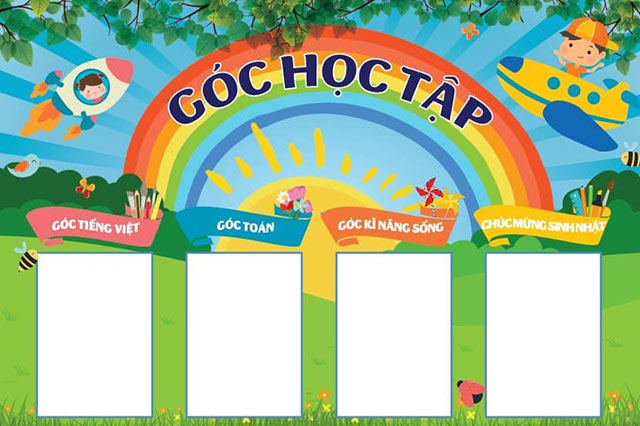 GÓC HỌC TẬP
GÓC TIẾNG VIỆT
GÓC TOÁN
GÓC KĨ NĂNG SỐNG
CHÚC MỪNG SINH NHẬT